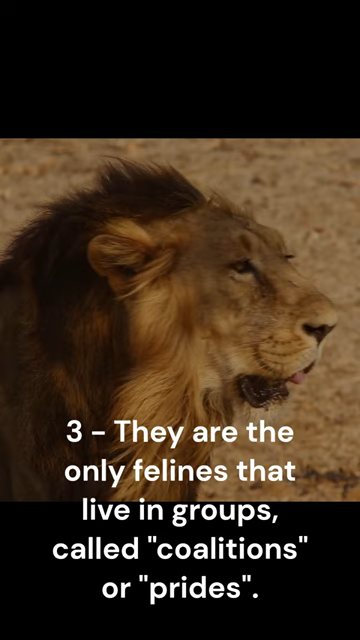 3 - They are the
only felines that
live in groups,
called "coalitions"
or "prides".